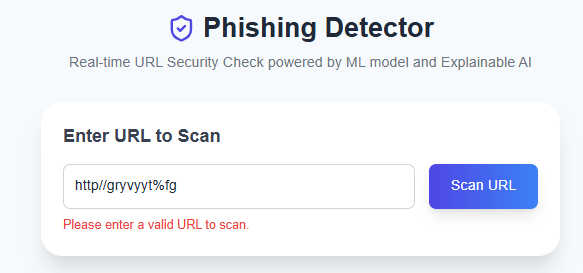 Phishing Detector
Real-time URL Security Check powered by ML model and Explainable AI
Enter URL to Scan
http//gryvyyt%fg
Scan URL
Please enter a valid URL to scan.